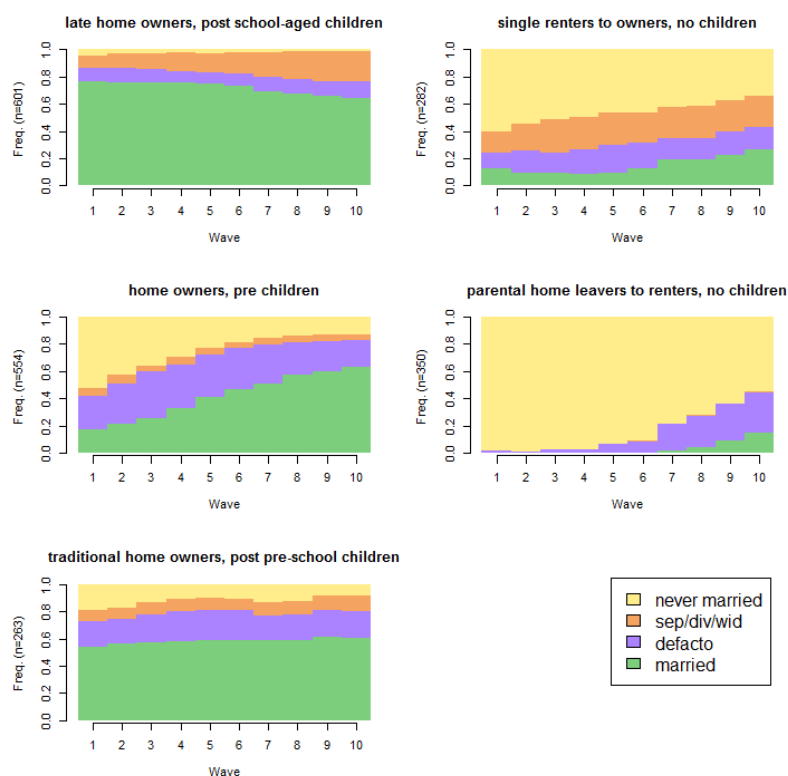 late home owners, post school-aged children
Freq. (n=601)
0.0 0.2 0.4 0.6 0.8 1.0
1 2 3 4 5 6 7 8 9 10
Wave
single renters to owners, no children
Freq. (n=282)
0.0 0.2 0.4 0.6 0.8 1.0
1 2 3 4 5 6 7 8 9 10
Wave
home owners, pre children
Freq. (n=554)
0.0 0.2 0.4 0.6 0.8 1.0
1 2 3 4 5 6 7 8 9 10
Wave
parental home leavers to renters, no children
Freq. (n=350)
0.0 0.2 0.4 0.6 0.8 1.0
1 2 3 4 5 6 7 8 9 10
Wave
traditional home owners, post pre-school children
Freq. (n=263)
0.0 0.2 0.4 0.6 0.8 1.0
1 2 3 4 5 6 7 8 9 10
Wave
never married
sep/div/wid
defacto
married